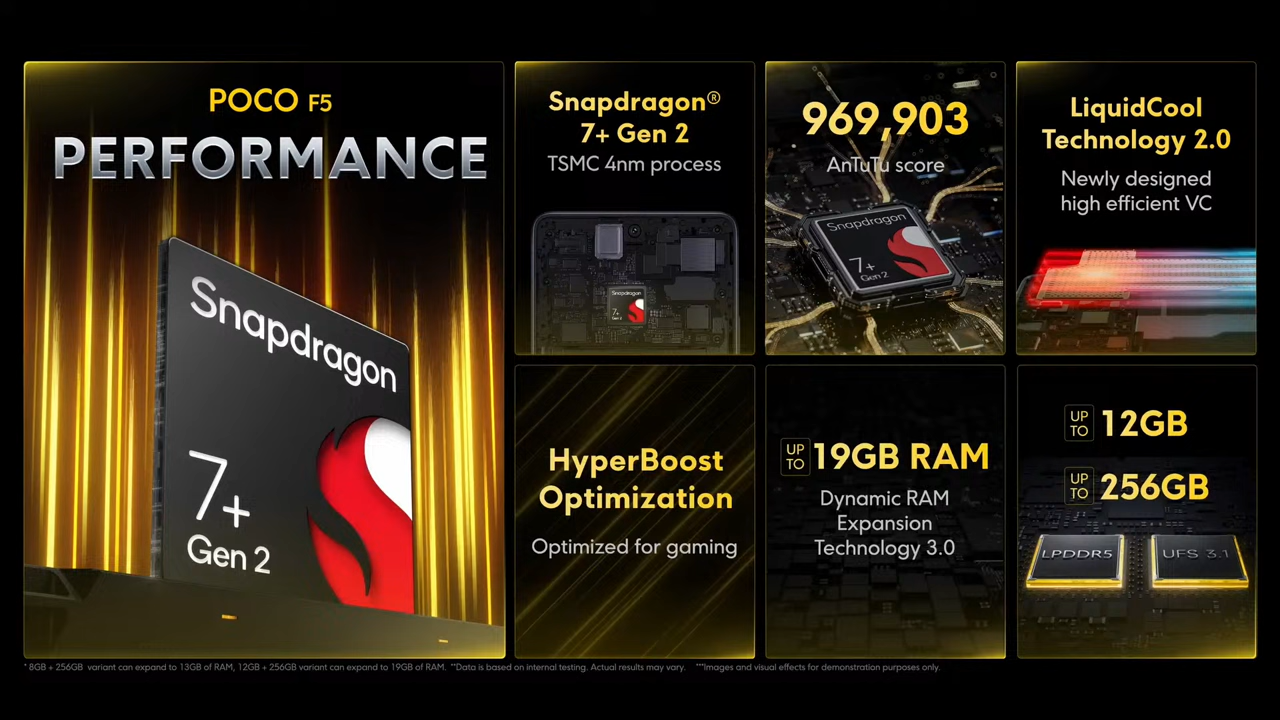 POCO F5
PERFORMANCE
Snapdragon
7+
Gen 2
Snapdragon®
7+ Gen 2
TSMC 4nm process
Snapdragon
7+
Gen 2
969,903
AnTuTu score
Snapdragon
7+
Gen 2
LiquidCool
Technology 2.0
Newly designed
high efficient VC
HyperBoost
Optimization
Optimized for gaming
UP TO 19GB RAM
Dynamic RAM
Expansion
Technology 3.0
UP TO 12GB
UP TO 256GB
LPDDR5 UFS 3.1
* 8GB + 256GB variant can expand to 13GB of RAM, 12GB + 256GB variant can expand to 19GB of RAM. **Data is based on internal testing. Actual results may vary. ***Images and visual effects for demonstration purposes only.